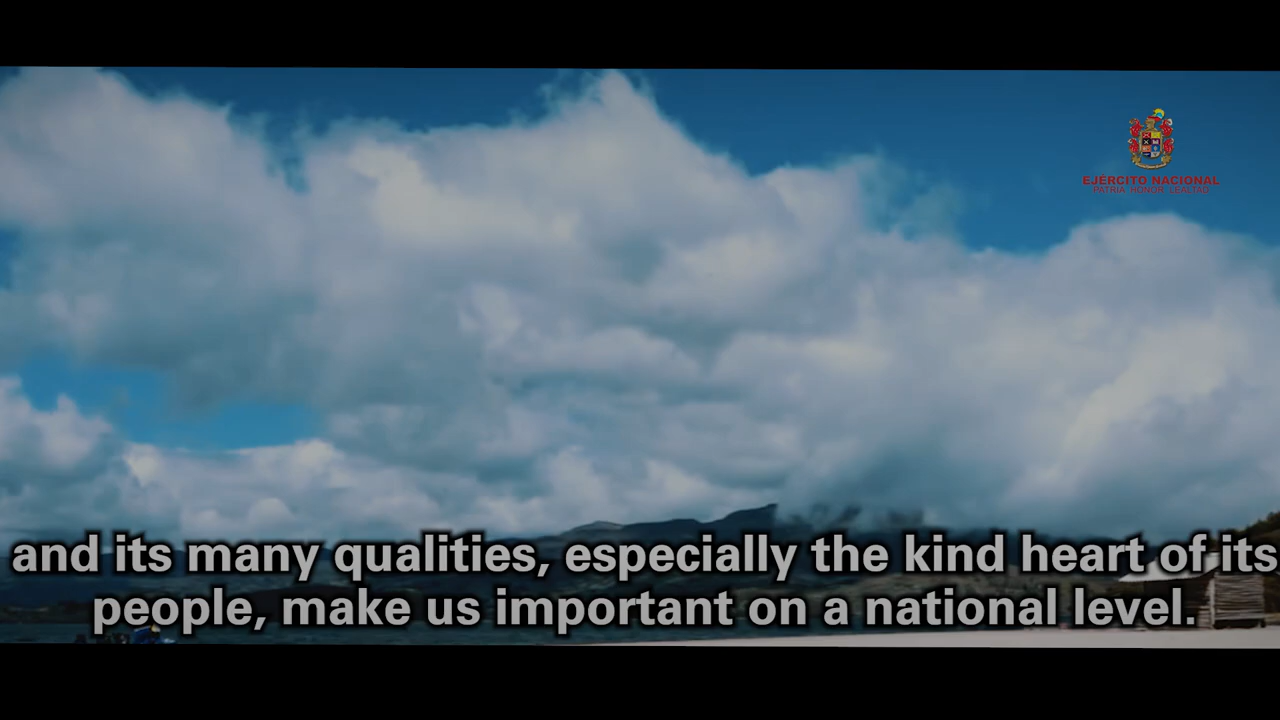 EJÉRCITO NACIONAL
PATRIA HONOR LEALTAD
and its many qualities, especially the kind heart of its
people, make us important on a national level.